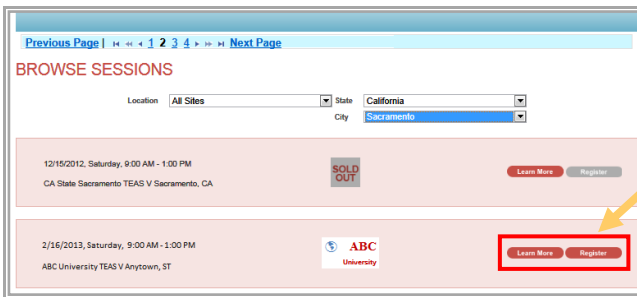 Previous Page | 1 2 3 4 Next Page
BROWSE SESSIONS
Location All Sites State California
City Sacramento
12/15/2012, Saturday, 9:00 AM - 1:00 PM
CA State Sacramento TEAS V Sacramento, CA
SOLD
OUT
Learn More Register
2/16/2013, Saturday, 9:00 AM - 1:00 PM
ABC University TEAS V Anytown, ST
ABC
University
Learn More Register